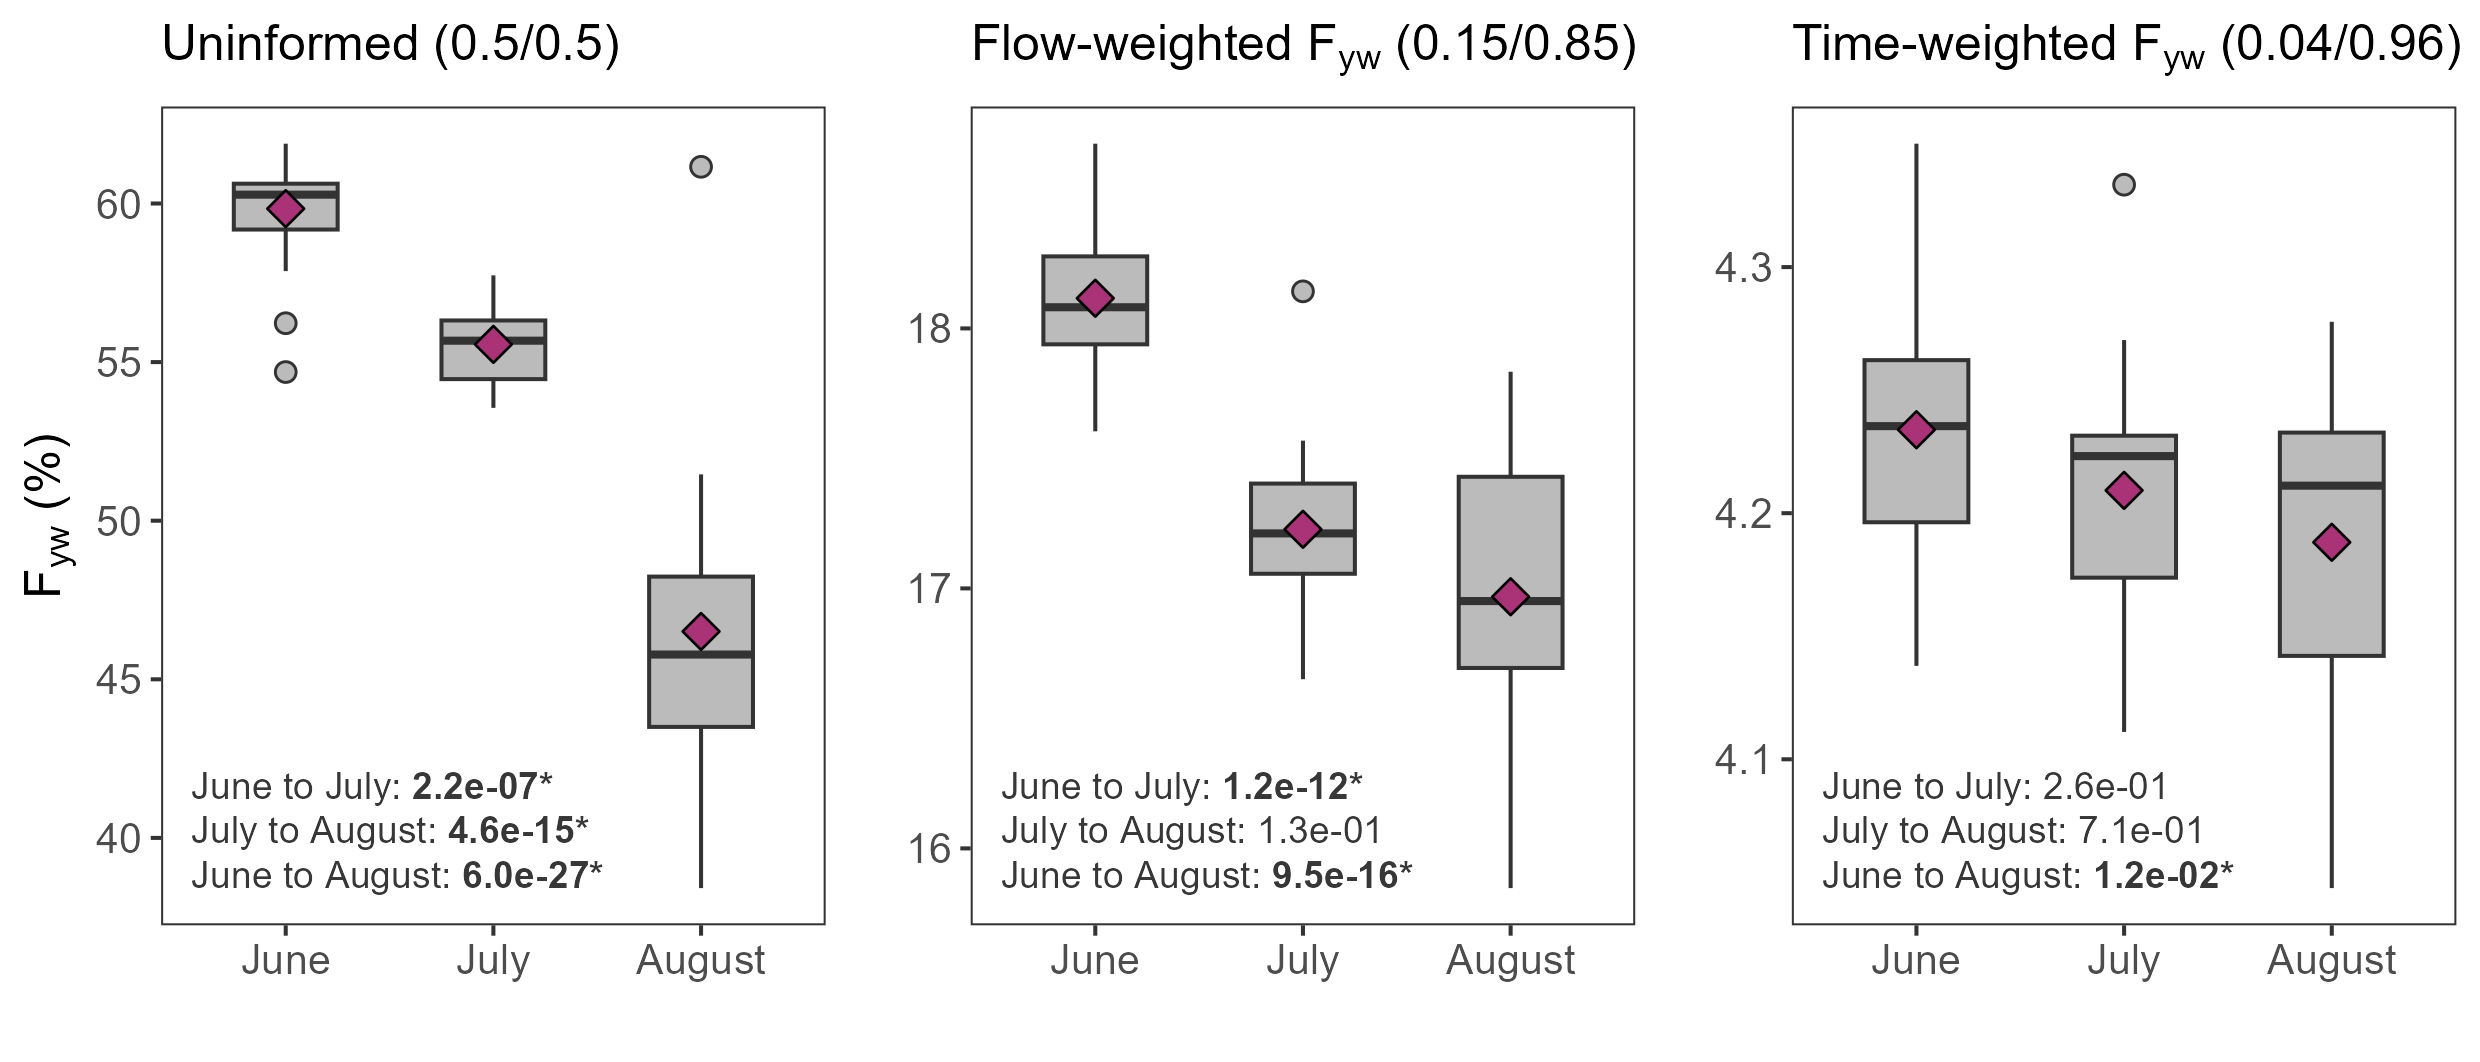 Uninformed (0.5/0.5)
Flow-weighted Fyw (0.15/0.85)
Time-weighted Fyw (0.04/0.96)
Fyw (%)
60
55
50
45
40
June to July: 2.2e-07*
July to August: 4.6e-15*
June to August: 6.0e-27*
June
July
August
18
17
16
June to July: 1.2e-12*
July to August: 1.3e-01
June to August: 9.5e-16*
June
July
August
4.3
4.2
4.1
June to July: 2.6e-01
July to August: 7.1e-01
June to August: 1.2e-02*
June
July
August